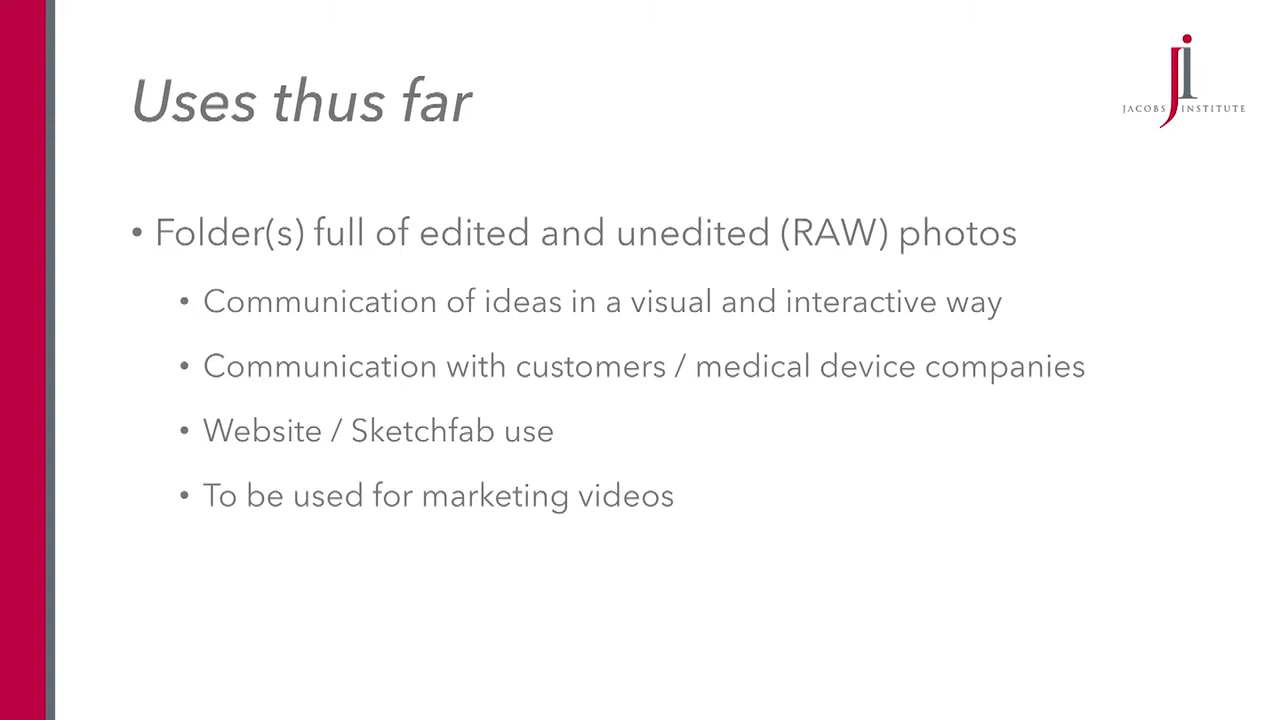 Uses thus far
JACOBS INSTITUTE
• Folder(s) full of edited and unedited (RAW) photos
• Communication of ideas in a visual and interactive way
• Communication with customers / medical device companies
• Website / Sketchfab use
• To be used for marketing videos